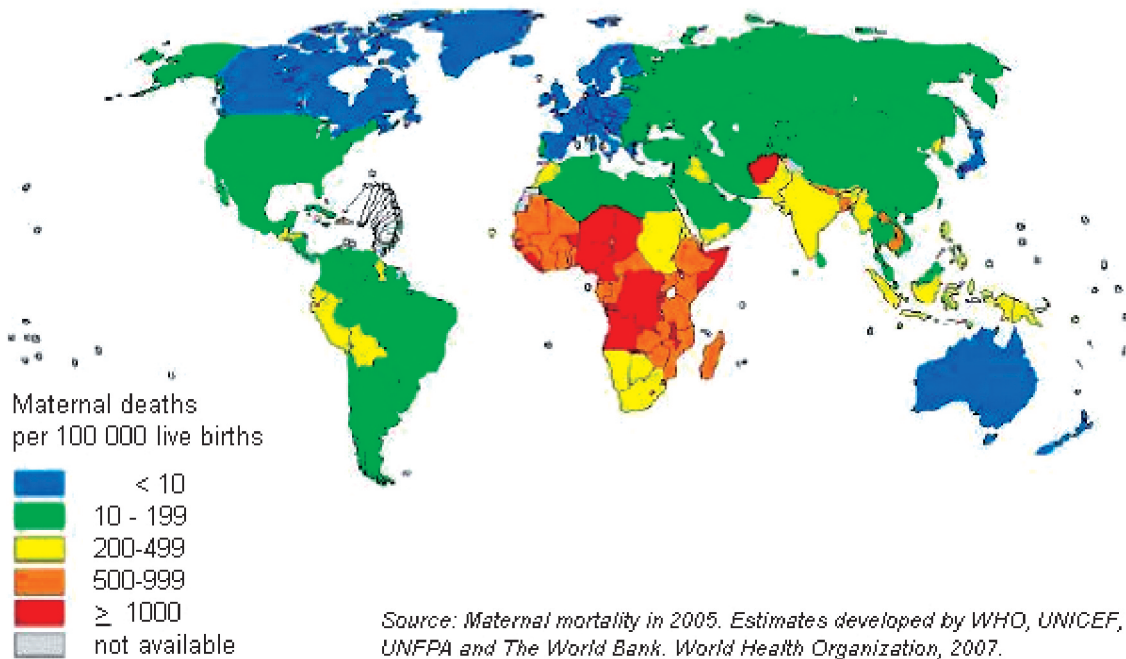 Maternal deaths
per 100 000 live births
< 10
10 - 199
200-499
500-999
≥ 1000
not available
Source: Maternal mortality in 2005. Estimates developed by WHO, UNICEF,
UNFPA and The World Bank. World Health Organization, 2007.